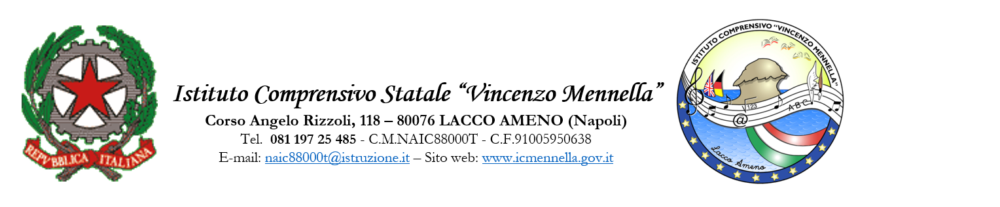 REPVBBLICA ITALIANA
Istituto Comprensivo Statale “Vincenzo Mennella”
Corso Angelo Rizzoli, 118 – 80076 LACCO AMENO (Napoli)
Tel. 081 197 25 485 - C.M.NAIC88000T - C.F.91005950638
E-mail: naic88000t@istruzione.it – Sito web: www.icmennella.gov.it
ISTITUTO COMPRENSIVO “VINCENZO MENNELLA”
123
ABC
@
Lacco Ameno